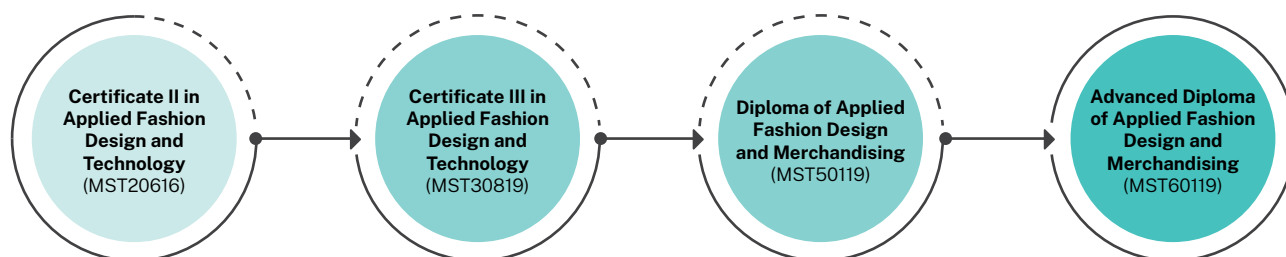 Certificate II in
Applied Fashion
Design and
Technology
(MST20616)
Certificate III in
Applied Fashion
Design and
Technology
(MST30819)
Diploma of Applied
Fashion Design
and Merchandising
(MST50119)
Advanced Diploma
of Applied Fashion
Design and
Merchandising
(MST60119)